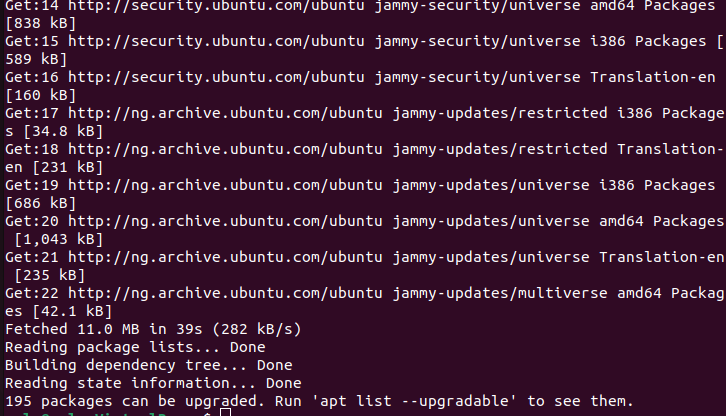 Get:14 http://security.ubuntu.com/ubuntu jammy-security/universe amd64 Packages
[838 kB]
Get:15 http://security.ubuntu.com/ubuntu jammy-security/universe i386 Packages [
589 kB]
Get:16 http://security.ubuntu.com/ubuntu jammy-security/universe Translation-en
[160 kB]
Get:17 http://ng.archive.ubuntu.com/ubuntu jammy-updates/restricted i386 Package
s [34.8 kB]
Get:18 http://ng.archive.ubuntu.com/ubuntu jammy-updates/restricted Translation-
en [231 kB]
Get:19 http://ng.archive.ubuntu.com/ubuntu jammy-updates/universe i386 Packages
[686 kB]
Get:20 http://ng.archive.ubuntu.com/ubuntu jammy-updates/universe amd64 Packages
[1,043 kB]
Get:21 http://ng.archive.ubuntu.com/ubuntu jammy-updates/universe Translation-en
[235 kB]
Get:22 http://ng.archive.ubuntu.com/ubuntu jammy-updates/multiverse amd64 Packag
es [42.1 kB]
Fetched 11.0 MB in 39s (282 kB/s)
Reading package lists... Done
Building dependency tree... Done
Reading state information... Done
195 packages can be upgraded. Run 'apt list --upgradable' to see them.